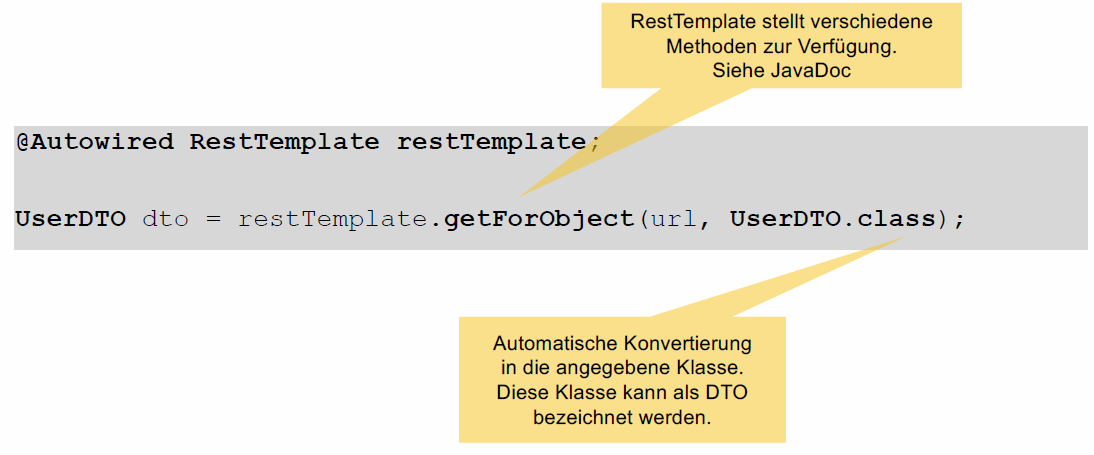 RestTemplate stellt verschiedene
Methoden zur Verfügung.
Siehe JavaDoc
@Autowired RestTemplate restTemplate;
UserDTO dto = restTemplate.getForObject(url, UserDTO.class);
Automatische Konvertierung
in die angegebene Klasse.
Diese Klasse kann als DTO
bezeichnet werden.